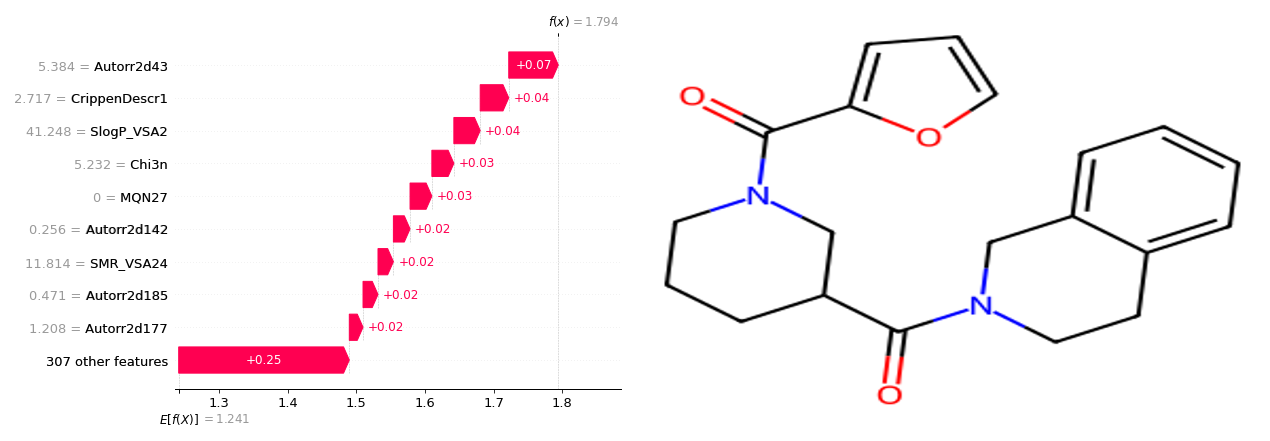 f(x) = 1.794
5.384 = Autorr2d43
+0.07
2.717 = CrippenDescr1
+0.04
41.248 = SlogP_VSA2
+0.04
5.232 = Chi3n
+0.03
0 = MQN27
+0.03
0.256 = Autorr2d142
+0.02
11.814 = SMR_VSA24
+0.02
0.471 = Autorr2d185
+0.02
1.208 = Autorr2d177
+0.02
307 other features
+0.25
1.3 1.4 1.5 1.6 1.7 1.8
E[f(X)] = 1.241
O
O
N
N
O